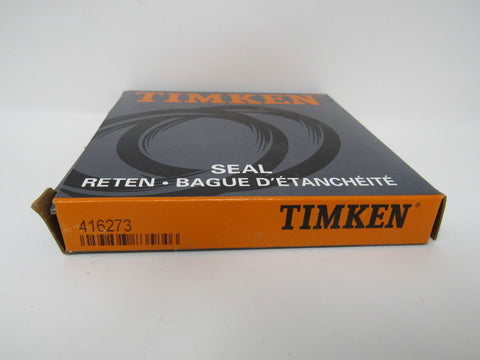 TIMKEN
SEAL
RETEN • BAGUE D'ÉTANCHÉITÉ
416273
TIMKEN®